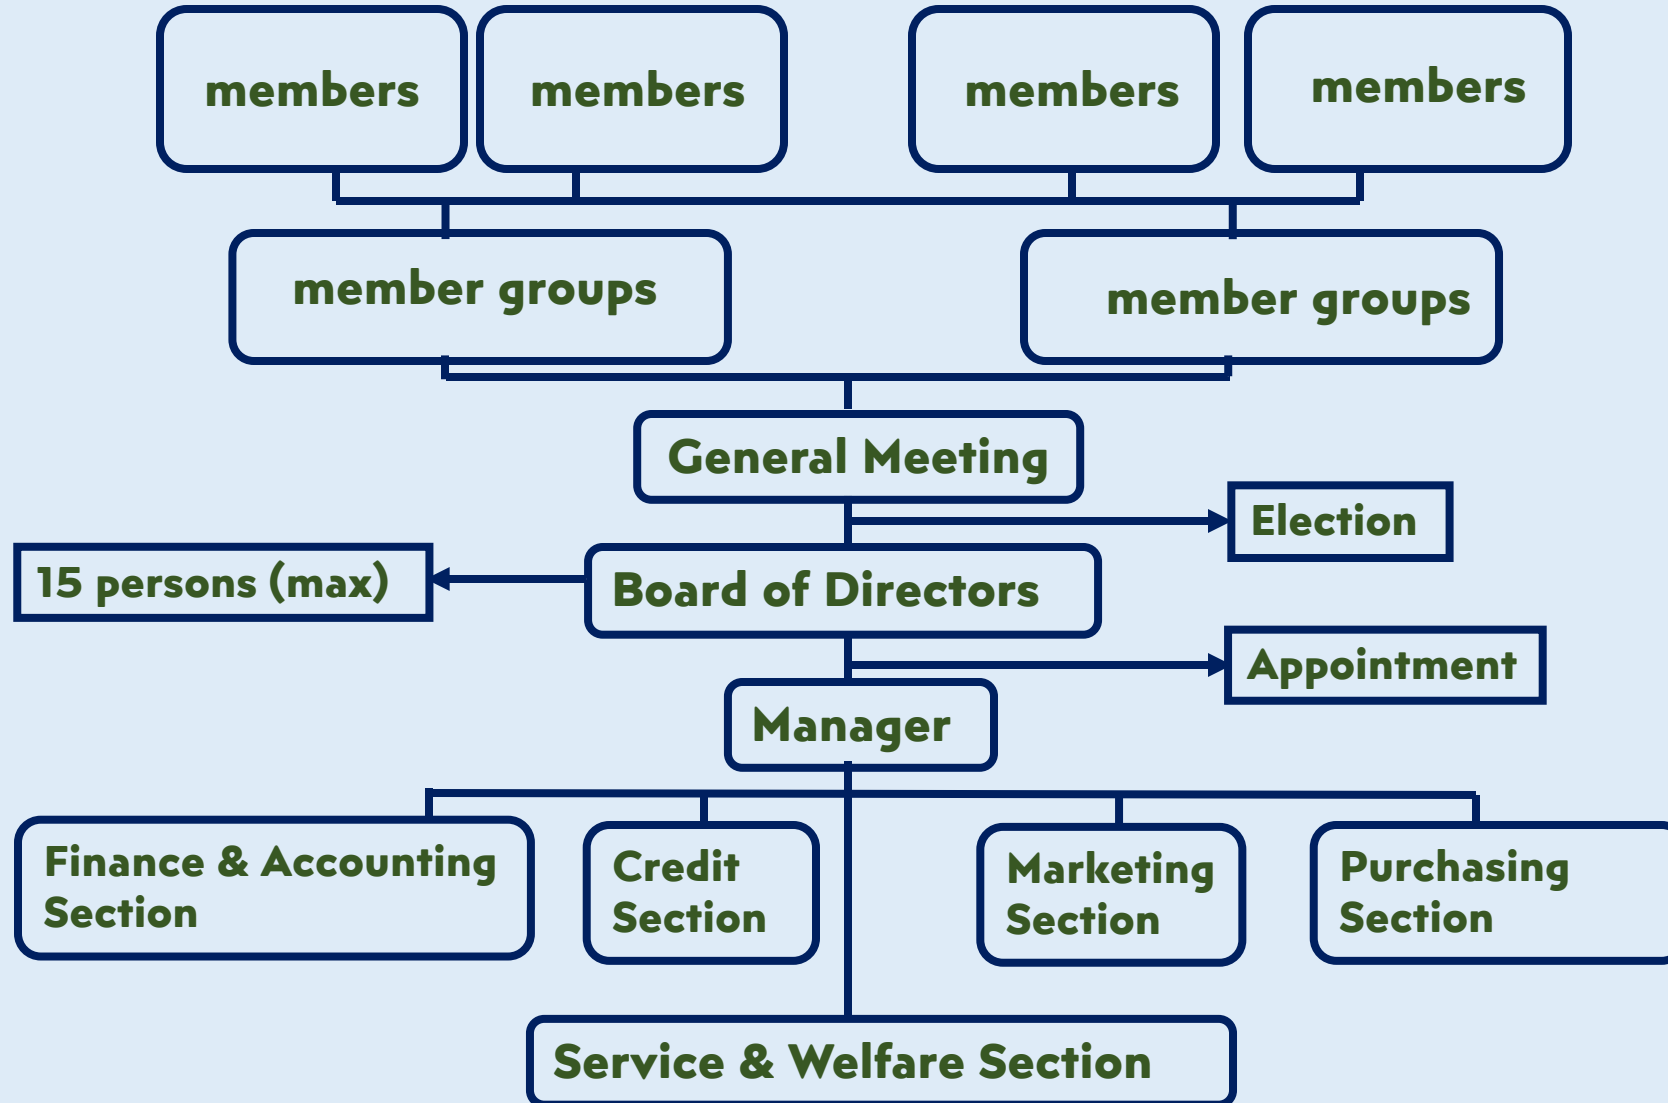 members
members
members
members
member groups
member groups
General Meeting
Election
15 persons (max)
Board of Directors
Appointment
Manager
Finance & Accounting
Section
Credit
Section
Marketing
Section
Purchasing
Section
Service & Welfare Section